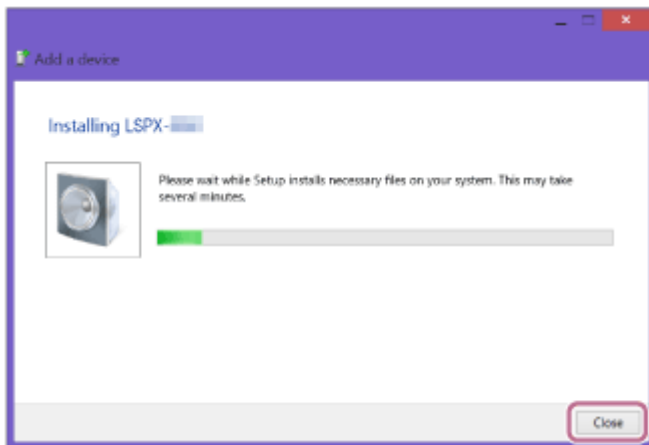 Add a device
Installing LSPX-
Please wait while Setup installs necessary files on your system. This may take
several minutes.
Close